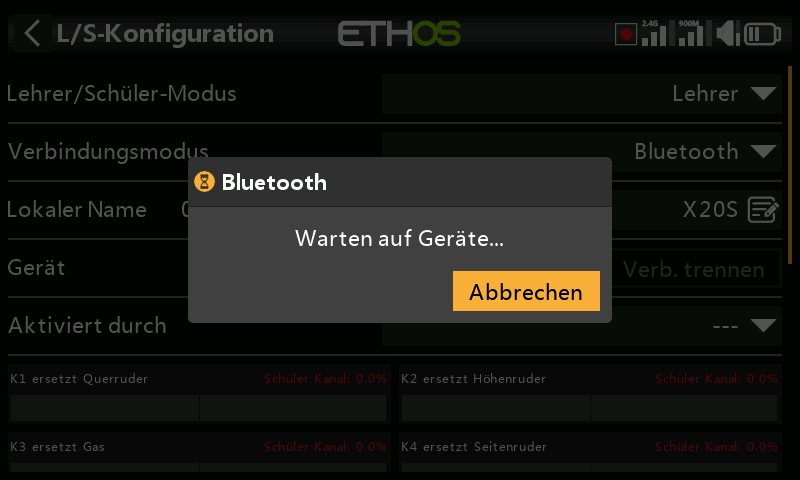 L/S-Konfiguration
ETHOS
2.4G
900M
Lehrer/Schüler-Modus
Lehrer
Verbindungsmodus
Bluetooth
Bluetooth
Lokaler Name
X20S
Warten auf Geräte...
Gerät
Verb. trennen
Abbrechen
Aktiviert durch
---
K1 ersetzt Querruder
Schüler Kanal: 0.0%
K2 ersetzt Höhenruder
Schüler Kanal: 0.0%
K3 ersetzt Gas
Schüler Kanal: 0.0%
K4 ersetzt Seitenruder
Schüler Kanal: 0.0%